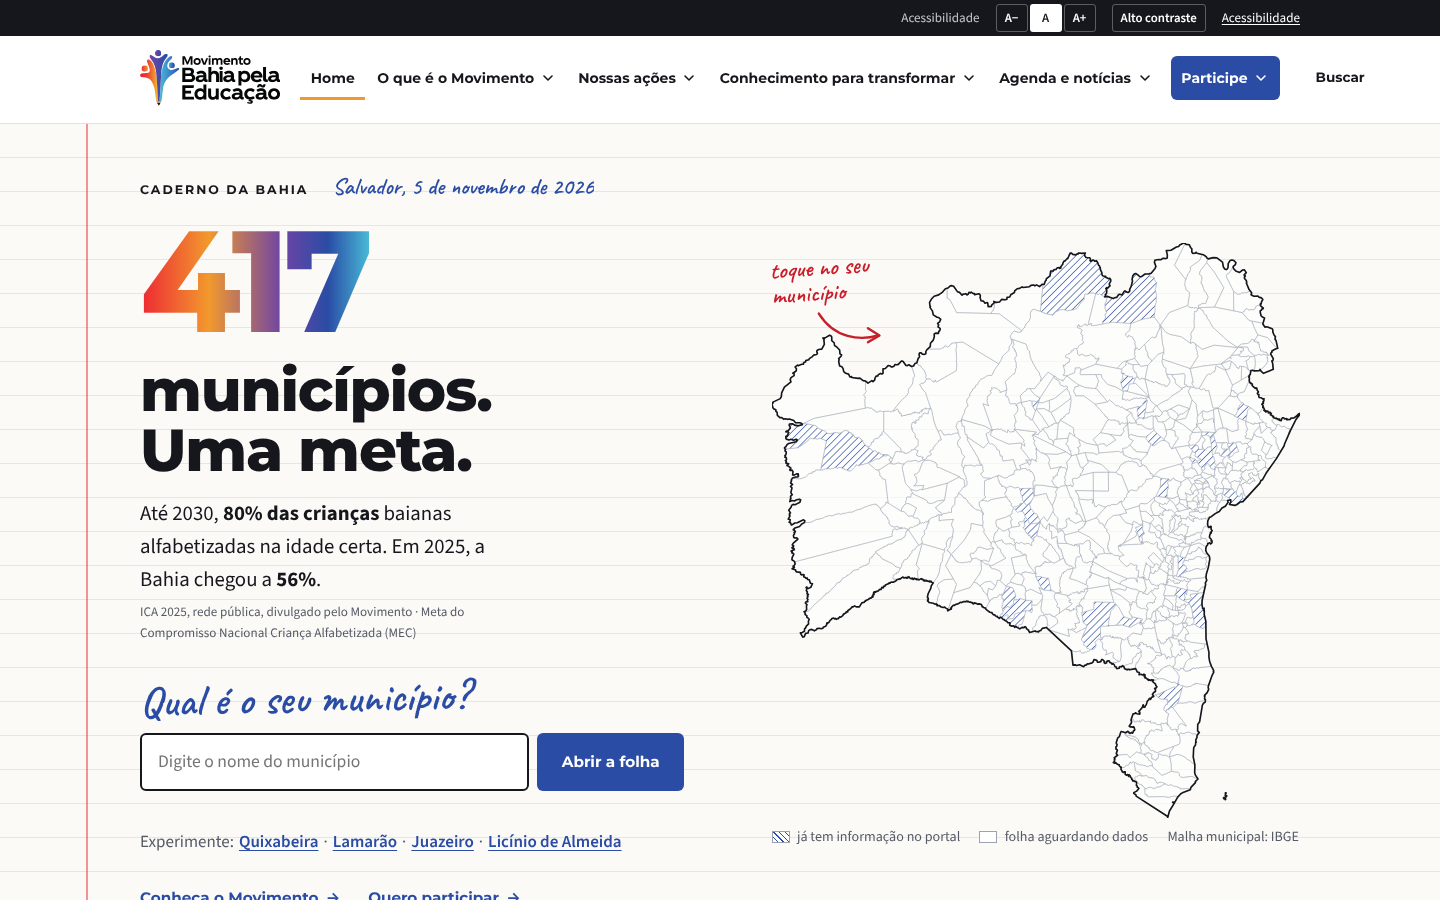 Acessibilidade A− A A+ Alto contraste Acessibilidade
Movimento
Bahia pela
Educação
Home O que é o Movimento Nossas ações Conhecimento para transformar Agenda e notícias Participe Buscar
CADERNO DA BAHIA Salvador, 5 de novembro de 2026
417
municípios.
Uma meta.
Até 2030, 80% das crianças baianas
alfabetizadas na idade certa. Em 2025, a
Bahia chegou a 56%.
ICA 2025, rede pública, divulgado pelo Movimento · Meta do
Compromisso Nacional Criança Alfabetizada (MEC)
Qual é o seu município?
Digite o nome do município Abrir a folha
Experimente: Quixabeira · Lamarão · Juazeiro · Licínio de Almeida
Conheça o Movimento → Quero participar →
toque no seu
município
já tem informação no portal folha aguardando dados Malha municipal: IBGE